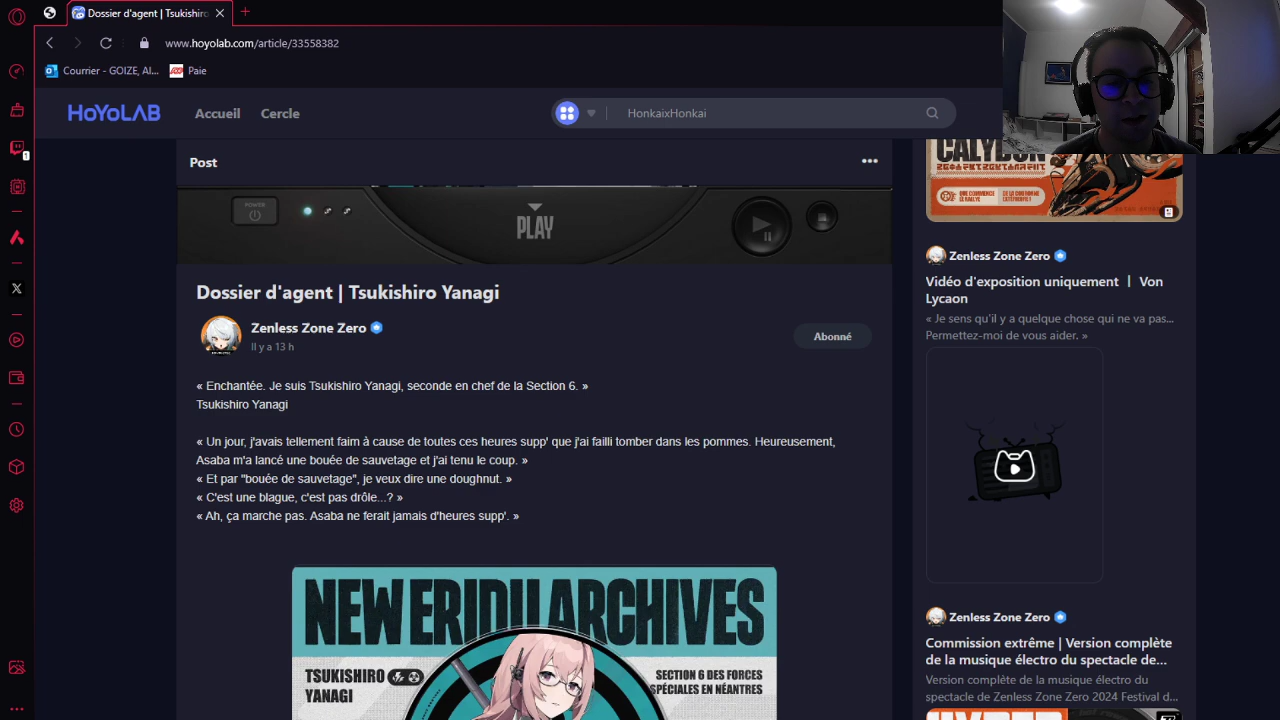 Dossier d'agent | Tsukishiro
www.hoyolab.com/article/33558382
Courrier - GOIZE, Al...
Paie
1
HoYoLAB
Accueil
Cercle
HonkaixHonkai
Post
POWER
PLAY
Dossier d'agent | Tsukishiro Yanagi
Zenless Zone Zero
Il y a 13 h
Abonné
« Enchantée. Je suis Tsukishiro Yanagi, seconde en chef de la Section 6. »
Tsukishiro Yanagi
« Un jour, j'avais tellement faim à cause de toutes ces heures supp' que j'ai failli tomber dans les pommes. Heureusement,
Asaba m'a lancé une bouée de sauvetage et j'ai tenu le coup. »
« Et par "bouée de sauvetage", je veux dire une doughnut. »
« C'est une blague, c'est pas drôle...? »
« Ah, ça marche pas. Asaba ne ferait jamais d'heures supp'. »
NEW ERIDU ARCHIVES
TSUKISHIRO
YANAGI
SECTION 6 DES FORCES
SPÉCIALES EN NÉANTRES
CALYDON
QUE COMMENCE
LE RALLYE
Zenless Zone Zero
Vidéo d'exposition uniquement | Von
Lycaon
« Je sens qu'il y a quelque chose qui ne va pas...
Permettez-moi de vous aider. »
Zenless Zone Zero
Commission extrême | Version complète
de la musique électro du spectacle de...
Version complète de la musique électro du
spectacle de Zenless Zone Zero 2024 Festival d...